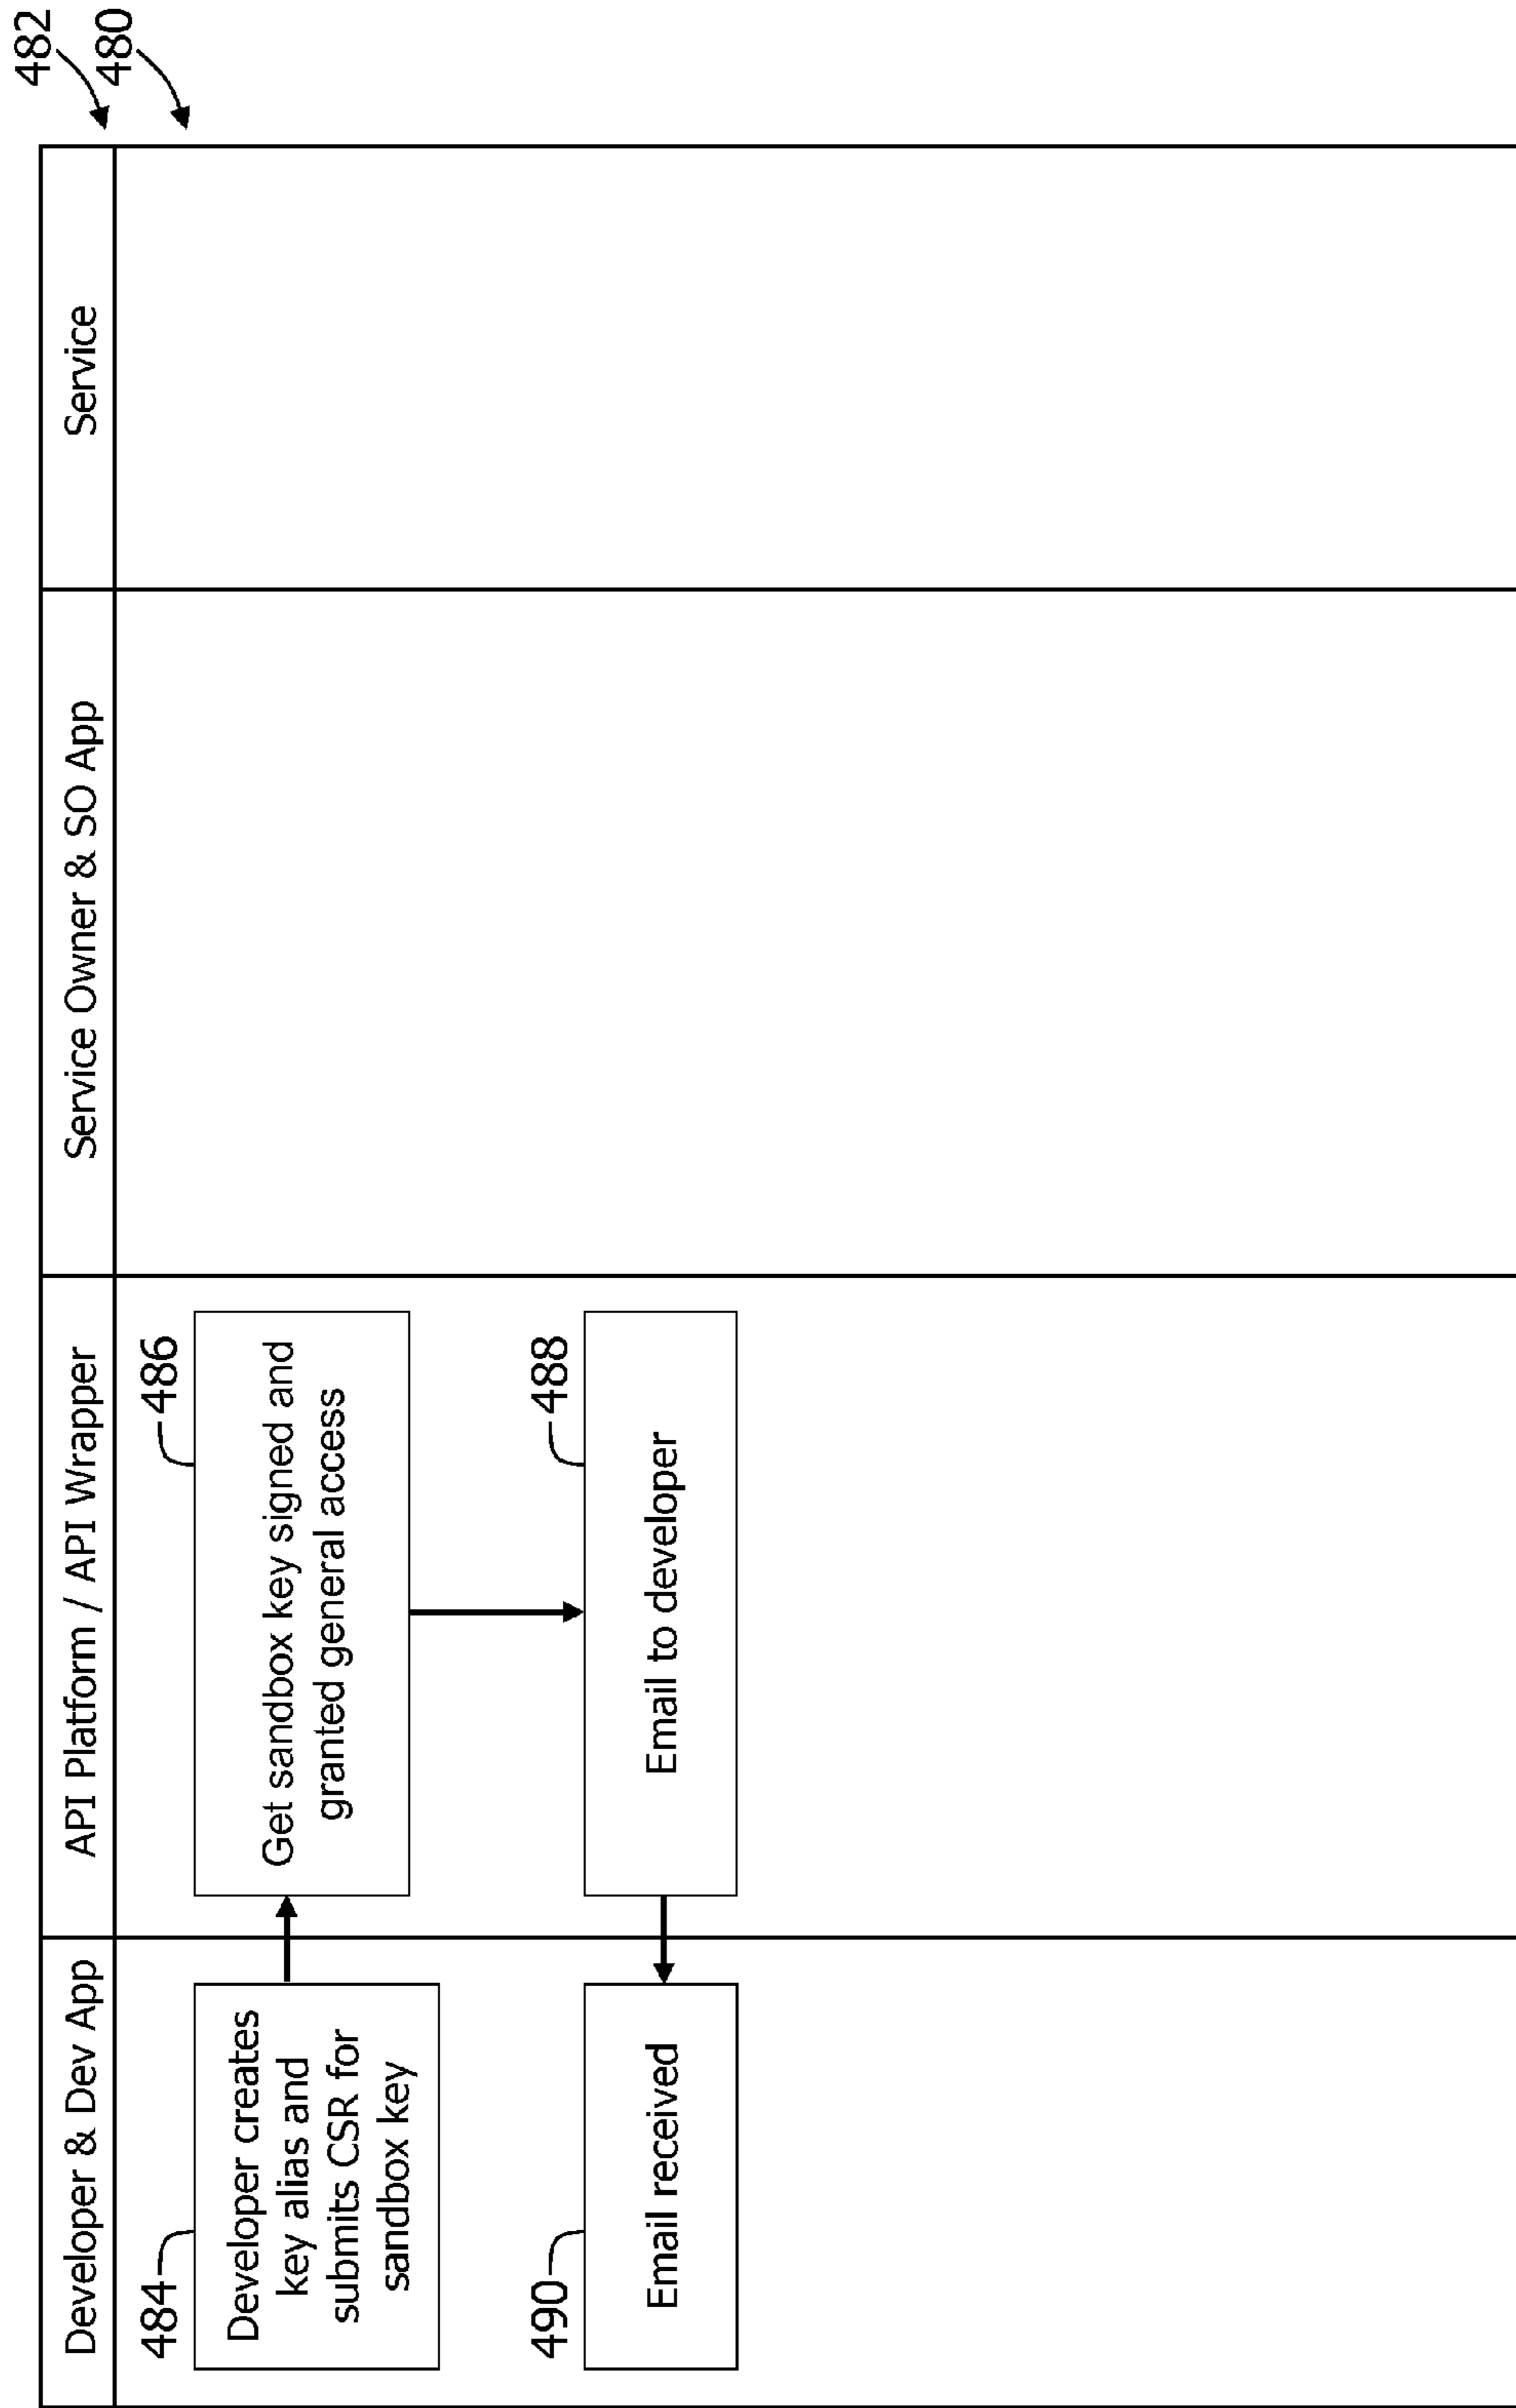 482
480
Developer & Dev App
API Platform / API Wrapper
Service Owner & SO App
Service
484
Developer creates
key alias and
submits CSR for
sandbox key
486
Get sandbox key signed and
granted general access
490
Email received
488
Email to developer